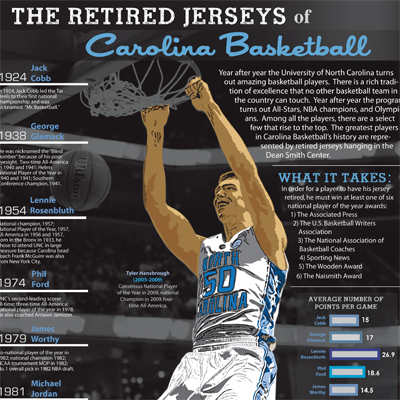 THE RETIRED JERSEYS of
Carolina Basketball
Year after year the University of North Carolina turns
out amazing basketball players. There is a rich tradi-
tion of excellence that no other basketball team in
the country can touch. Year after year the program
turns out All-Stars, NBA champions, and Olympi-
ans. Among all the players, there are a select
few that rise to the top. The greatest players
in Carolina Basketball's history are repre-
sented by retired jerseys hanging in the
Dean Smith Center.
WHAT IT TAKES:
In order for a player to have his jersey
retired, he must win at least one of six
national player of the year awards:
1) The Associated Press
2) The U.S. Basketball Writers
Association
3) The National Association of
Basketball Coaches
4) Sporting News
5) The Wooden Award
6) The Naismith Award
Jack
Cobb
1924
In 1924, Jack Cobb led the Tar
Heels to their first national
championship and was
nicknamed "Mr. Basketball."
George
Glamack
1938
He was nicknamed the "Blind
Bomber" because of his poor
eyesight. Two-time All-America
in 1940 and 1941; Helms
National Player of the Year in
1940 and 1941; Southern
Conference champion, 1941.
Lennie
Rosenbluth
1954
National champion, 1957;
National Player of the Year, 1957,
All-America in 1956 and 1957.
Born in the Bronx in 1933, he
chose to attend UNC in large
measure because Carolina head
coach Frank McGuire was also
from New York City.
Phil
Ford
1974
UNC's second-leading scorer
all-time; three-time All-America;
national player of the year in 1978.
He also coached Antawn Jamison.
James
Worthy
1979
Co-national player of the year in
1982; national champion 1982;
NCAA tournament MOP in 1982;
No. 1 overall pick in 1982 NBA draft.
Michael
Jordan
1981
Tyler Hansbrough
(2005-2009)
Consensus National Player
of the Year in 2008, national
Champion in 2009, four
time All-America.
NORTH
50
CAROLINA
AVERAGE NUMBER OF
POINTS PER GAME
Jack
Cobb
15
George
Glamack
17
Lennie
Rosenbluth
26.9
Phil
Ford
18.6
James
Worthy
14.5